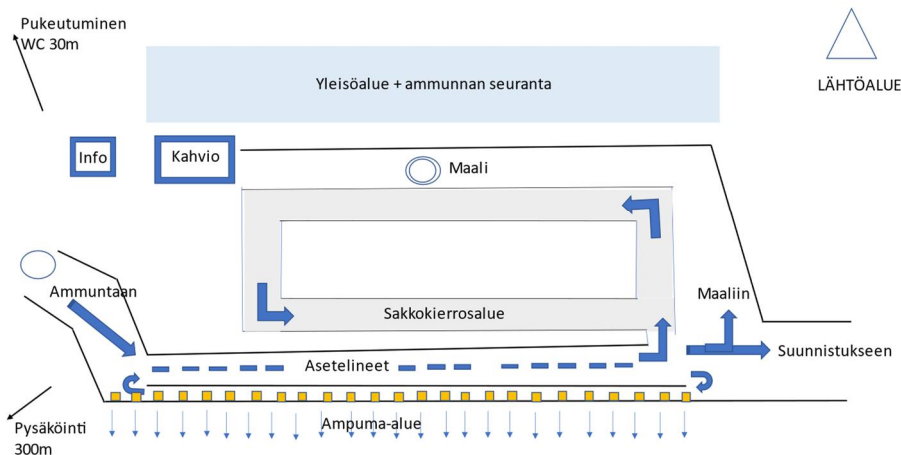 Pukeutuminen
WC 30m
LÄHTÖALUE
Yleisöalue + ammunnan seuranta
Info
Kahvio
Maali
Ammuntaan
Sakkokierrosalue
Maaliin
Suunnistukseen
Asetelineet
Ampuma-alue
Pysäköinti
300m